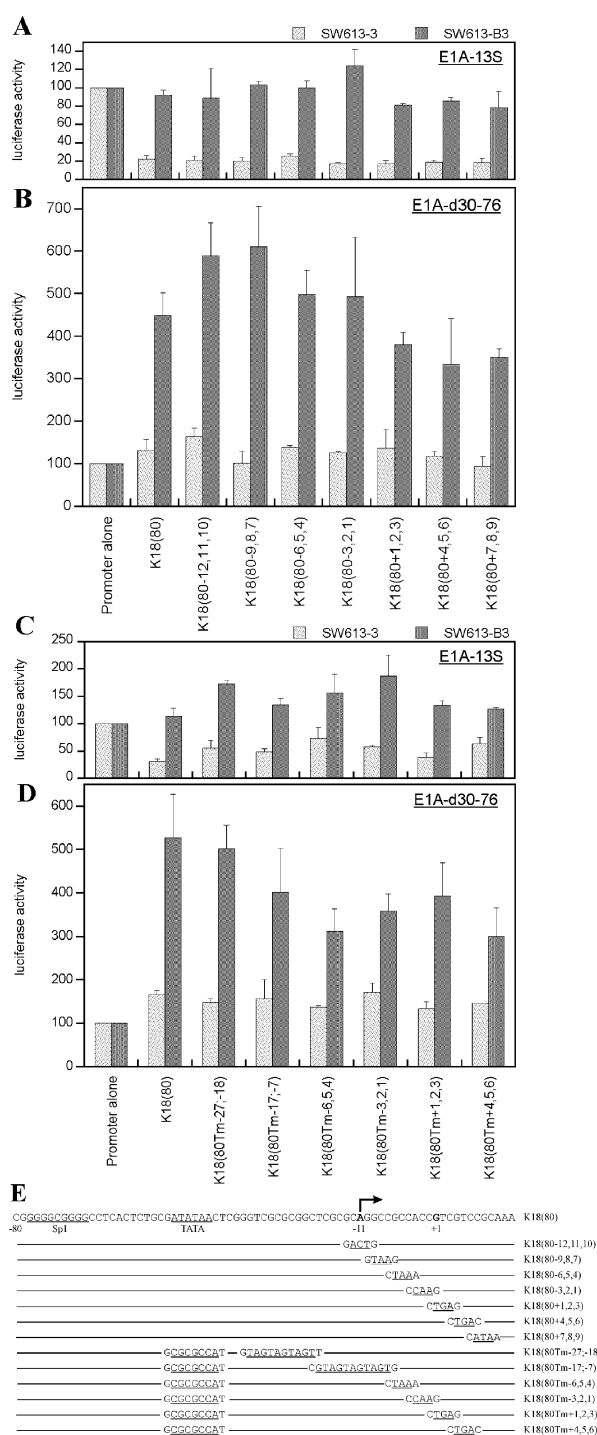 A
SW613-3 SW613-B3
E1A-13S
luciferase activity
140
120
100
80
60
40
20
0
B
E1A-d30-76
luciferase activity
700
600
500
400
300
200
100
0
Promoter alone
K18(80)
K18(80-12,11,10)
K18(80-9,8,7)
K18(80-6,5,4)
K18(80-3,2,1)
K18(80+1,2,3)
K18(80+4,5,6)
K18(80+7,8,9)
C
SW613-3 SW613-B3
E1A-13S
luciferase activity
250
200
150
100
50
0
D
E1A-d30-76
luciferase activity
600
500
400
300
200
100
0
Promoter alone
K18(80)
K18(80Tm-27;-18)
K18(80Tm-17;-7)
K18(80Tm-6,5,4)
K18(80Tm-3,2,1)
K18(80Tm+1,2,3)
K18(80Tm+4,5,6)
E
CGGGGGCGGGGCCTCACTCTGCGATATAACTCGGGTCGCGCGGCTCGCGCAGGCCGCCACCGTCGTCCGCAAA K18(80)
-80 Sp1 TATA -11 +1
GACTG K18(80-12,11,10)
GTAAG K18(80-9,8,7)
CTAAA K18(80-6,5,4)
CCAAG K18(80-3,2,1)
CTGAG K18(80+1,2,3)
CTGAC K18(80+4,5,6)
CATAA K18(80+7,8,9)
GCGCGCCAT GTAGTAGTAGTT K18(80Tm-27;-18
GCGCGCCAT CGTAGTAGTAGTG K18(80Tm-17;-7)
GCGCGCCAT CTAAA K18(80Tm-6,5,4)
GCGCGCCAT CCAAG K18(80Tm-3,2,1)
GCGCGCCAT CTGAG K18(80Tm+1,2,3)
GCGCGCCAT CTGAC K18(80Tm+4,5,6)